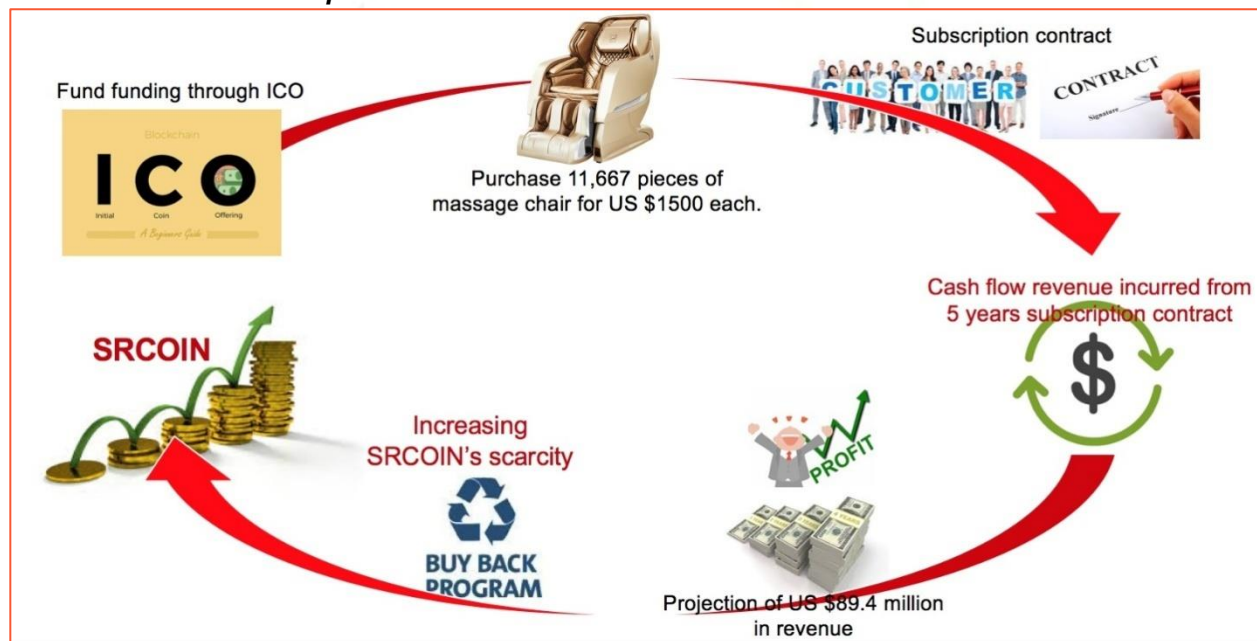 Fund funding through ICO
Blockchain
ICO
Initial Coin Offering
A Beginners Guide
Purchase 11,667 pieces of
massage chair for US $1500 each.
Subscription contract
CUSTOMER
CONTRACT
Signature
Cash flow revenue incurred from
5 years subscription contract
$
PROFIT
Projection of US $89.4 million
in revenue
Increasing
SRCOIN's scarcity
BUY BACK
PROGRAM
SRCOIN